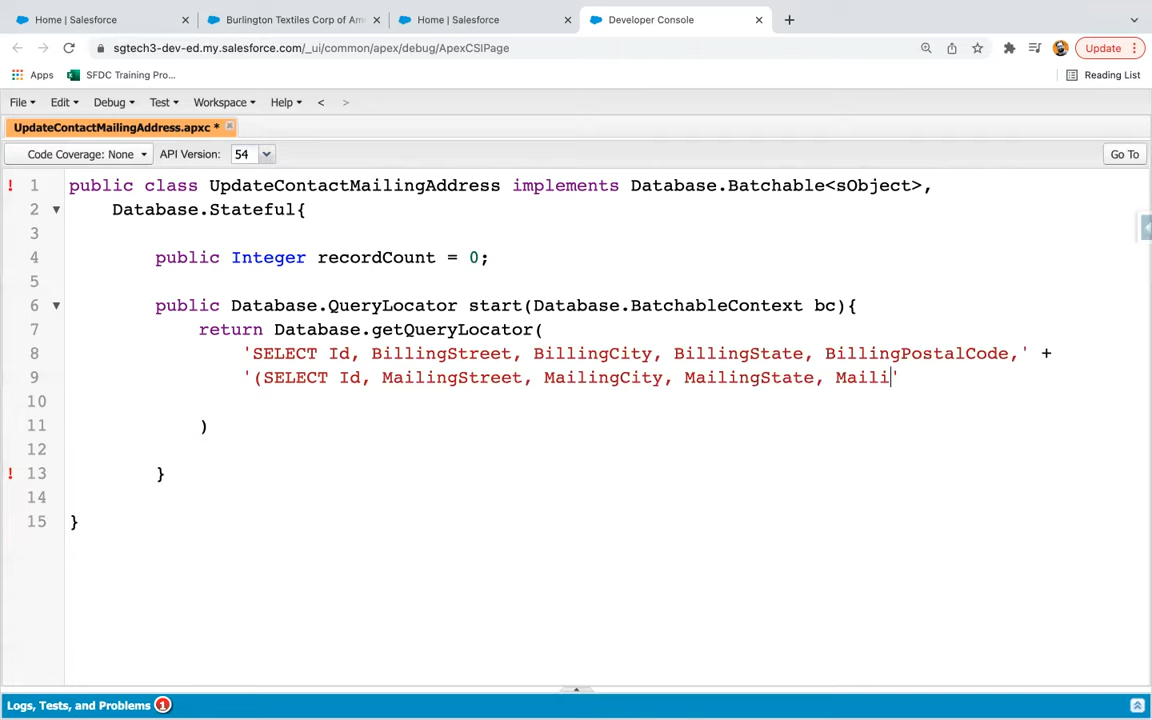 Home | Salesforce
Burlington Textiles Corp of Am
Home | Salesforce
Developer Console
sgtech3-dev-ed.my.salesforce.com/_ui/common/apex/debug/ApexCSIPage
Update
Apps
SFDC Training Pro...
Reading List
File Edit Debug Test Workspace Help < >
UpdateContactMailingAddress.apxc *
Code Coverage: None API Version: 54 Go To
! 1 public class UpdateContactMailingAddress implements Database.Batchable<sObject>,
2 Database.Stateful{
3
4 public Integer recordCount = 0;
5
6 public Database.QueryLocator start(Database.BatchableContext bc){
7 return Database.getQueryLocator(
8 'SELECT Id, BillingStreet, BillingCity, BillingState, BillingPostalCode,' +
9 '(SELECT Id, MailingStreet, MailingCity, MailingState, Maili'
10
11 )
12
! 13 }
14
15 }
Logs, Tests, and Problems 1